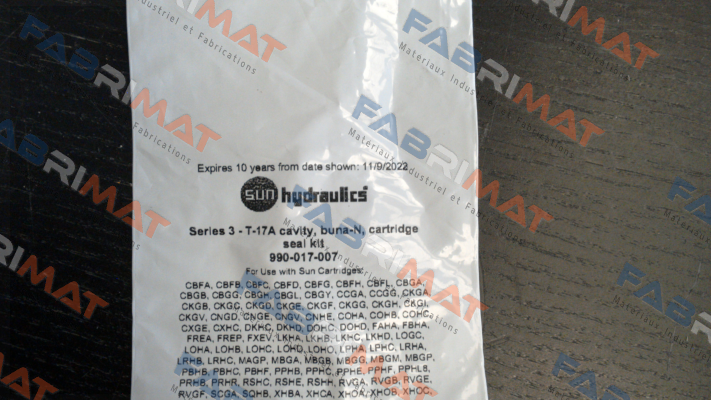 Expires 10 years from date shown: 11/9/2022
sun hydraulics
Series 3 - T-17A cavity, buna-N, cartridge
seal kit
990-017-007
For Use with Sun Cartridges:
CBFA, CBFB, CBFC, CBFD, CBFG, CBFH, CBFL, CBGA,
CBGB, CBGG, CBGH, CBGL, CBGY, CCGA, CCGG, CKGA,
CKGB, CKGC, CKGD, CKGE, CKGF, CKGG, CKGH, CKGL,
CKGV, CNGD, CNGE, CNGV, CNHE, COHA, COHB, COHC,
CXGE, CXHC, DKHC, DKHD, DOHC, DOHD, FAHA, FBHA,
FREA, FREP, FXEV, LKHA, LKHB, LKHC, LKHD, LOGC,
LOHA, LOHB, LOHC, LOHD, LOHO, LPHA, LPHC, LRHA,
LRHB, LRHC, MAGP, MBGA, MBGB, MBGG, MBGM, MBGP,
PBHB, PBHC, PBHF, PPHB, PPHC, PPHE, PPHF, PPHL8
PRHB, PRHR, RSHC, RSHE, RSHH, RVGA, RVGB, RVGE,
RVGF, SCGA, SQHB, XHBA, XHCA, XHOA, XHOB, XHOC,
FABRIMAT
Materiaux Industriel et Fabrications